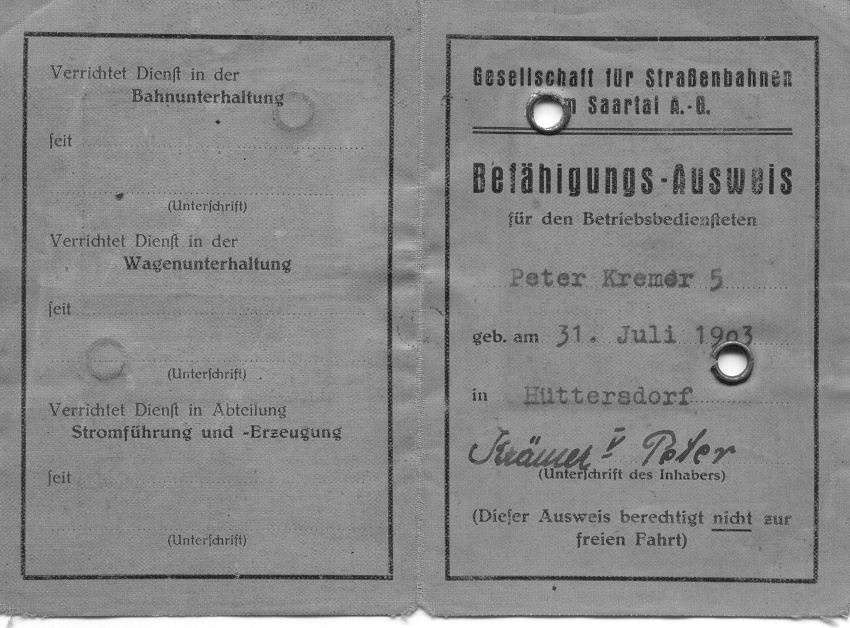 Verrichtet Dienſt in der
Bahnunterhaltung
ſeit
(Unterſchrift)
Verrichtet Dienſt in der
Wagenunterhaltung
ſeit
(Unterſchrift)
Verrichtet Dienſt in Abteilung
Stromführung und -Erzeugung
ſeit
(Unterſchrift)
Gesellschaft für Straßenbahnen
m Saartal A.-G.
Befähigungs-Ausweis
für den Betriebsbedienſteten
Peter Kremer 5
geb. am 31. Juli 1903
in Hüttersdorf
Krämer V Peter
(Unterſchrift des Inhabers)
(Dieſer Ausweis berechtigt nicht zur
freien Fahrt)